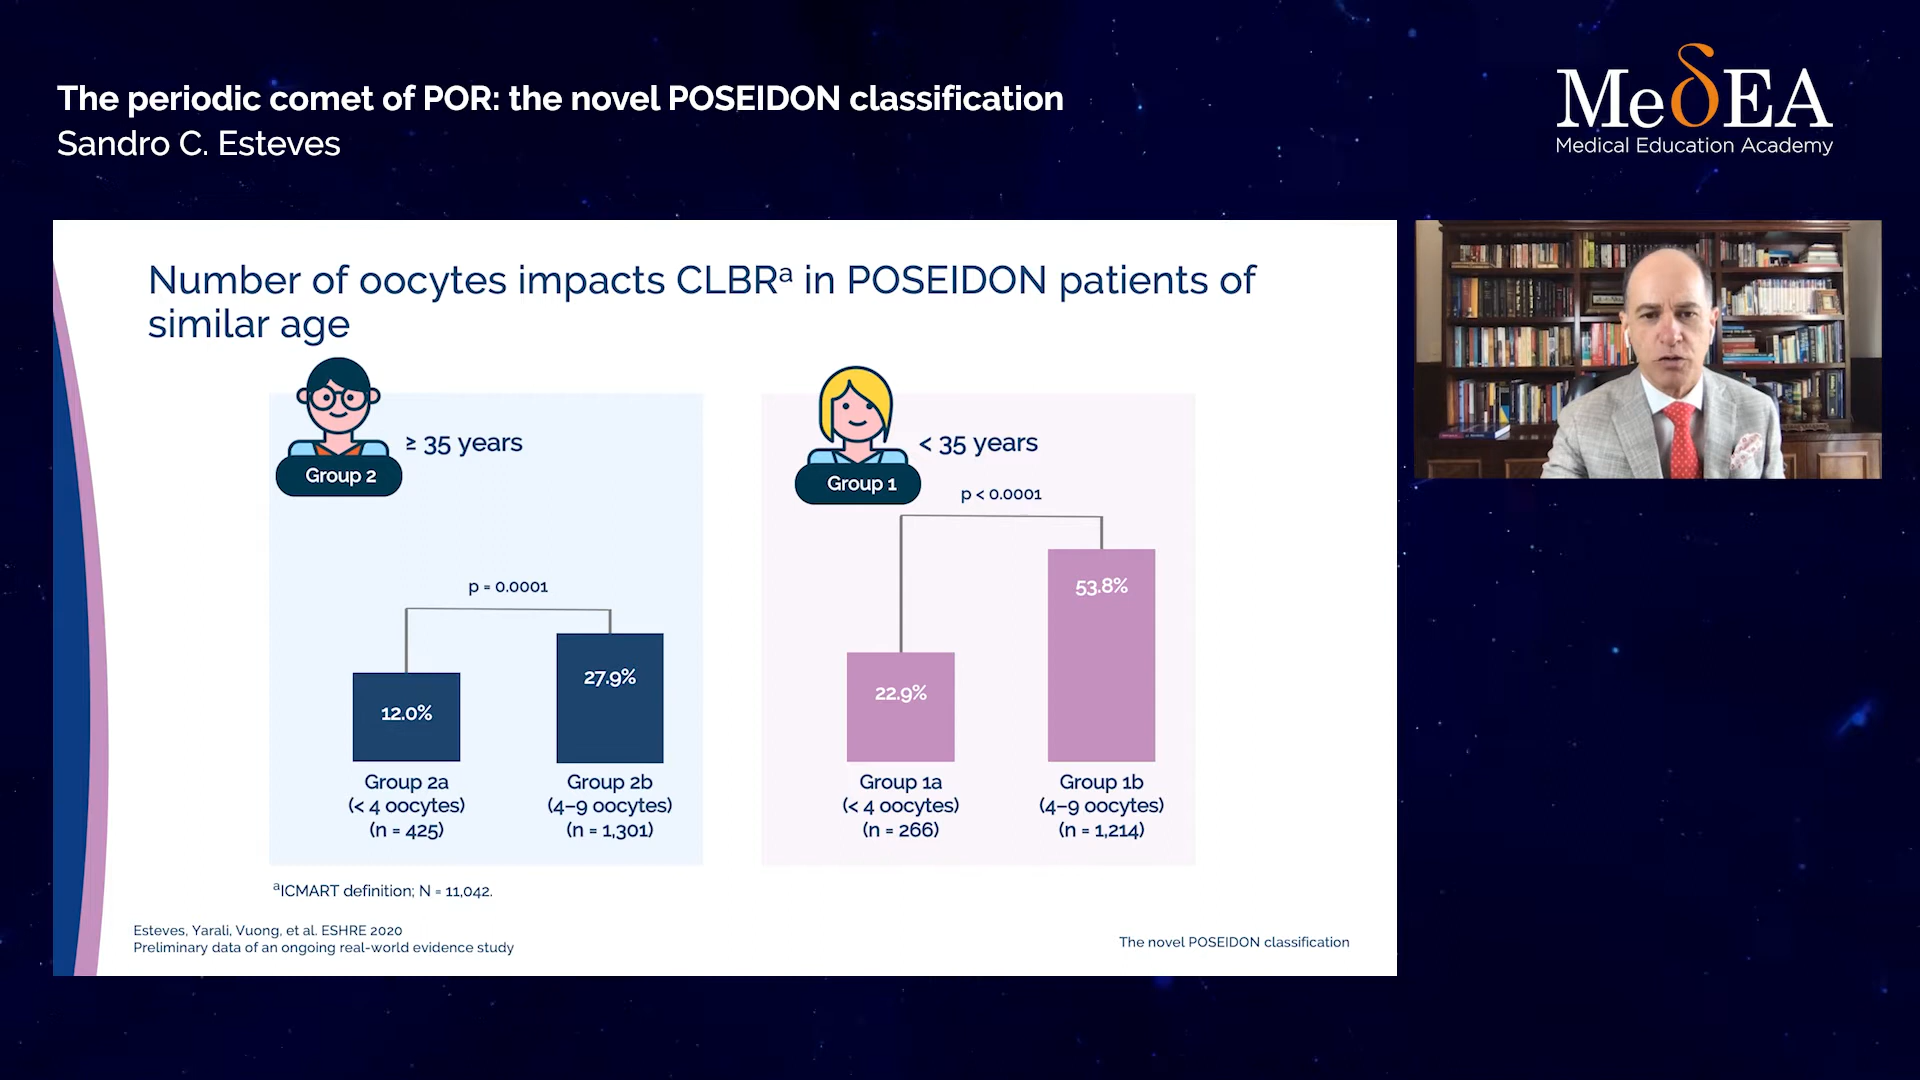 The periodic comet of POR: the novel POSEIDON classification
Sandro C. Esteves
MeδEA
Medical Education Academy
Number of oocytes impacts CLBRᵃ in POSEIDON patients of
similar age
≥ 35 years
Group 2
p = 0.0001
12.0%
27.9%
Group 2a
(< 4 oocytes)
(n = 425)
Group 2b
(4–9 oocytes)
(n = 1,301)
< 35 years
Group 1
p < 0.0001
22.9%
53.8%
Group 1a
(< 4 oocytes)
(n = 266)
Group 1b
(4–9 oocytes)
(n = 1,214)
ᵃICMART definition; N = 11,042.
Esteves, Yarali, Vuong, et al. ESHRE 2020
Preliminary data of an ongoing real-world evidence study
The novel POSEIDON classification